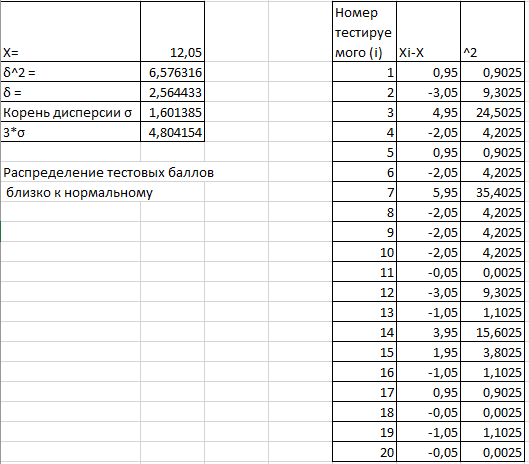 Номер
тестируе
мого (i) Xi-X ^2
X= 12,05
δ^2 = 6,576316
δ = 2,564433
Корень дисперсии σ 1,601385
3*σ 4,804154
Распределение тестовых баллов
близко к нормальному
1 0,95 0,9025
2 -3,05 9,3025
3 4,95 24,5025
4 -2,05 4,2025
5 0,95 0,9025
6 -2,05 4,2025
7 5,95 35,4025
8 -2,05 4,2025
9 -2,05 4,2025
10 -2,05 4,2025
11 -0,05 0,0025
12 -3,05 9,3025
13 -1,05 1,1025
14 3,95 15,6025
15 1,95 3,8025
16 -1,05 1,1025
17 0,95 0,9025
18 -0,05 0,0025
19 -1,05 1,1025
20 -0,05 0,0025